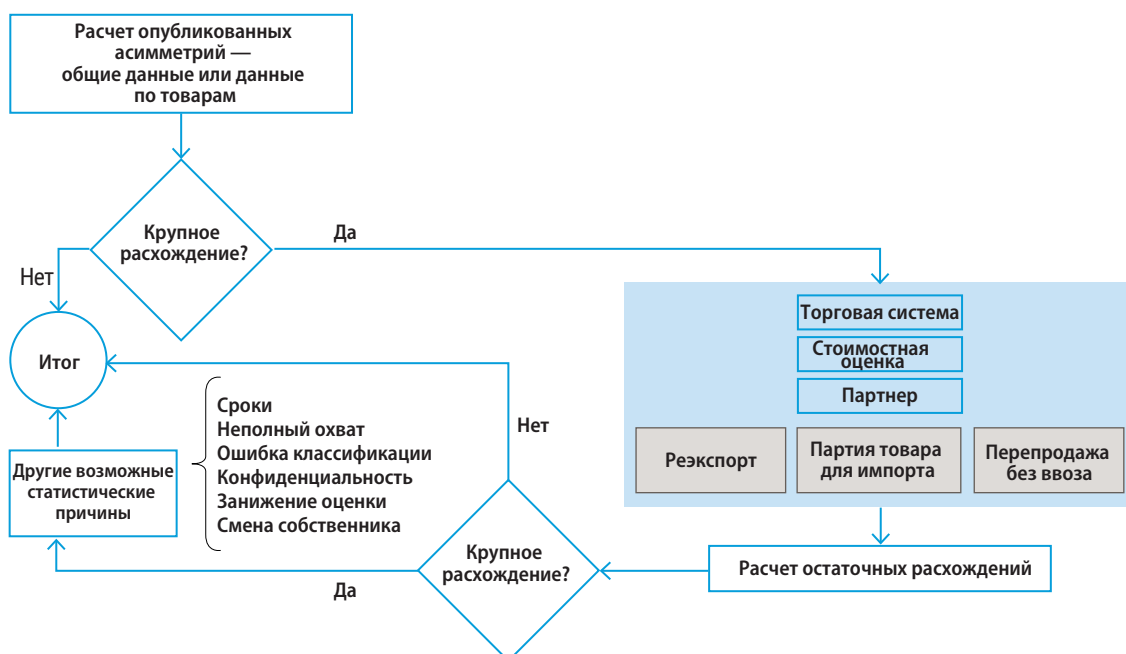 Расчет опубликованных
асимметрий —
общие данные или данные
по товарам
Крупное
расхождение?
Да
Нет
Итог
Торговая система
Стоимостная
оценка
Партнер
Реэкспорт
Партия товара
для импорта
Перепродажа
без ввоза
Расчет остаточных расхождений
Крупное
расхождение?
Нет
Да
Другие возможные
статистические
причины
Сроки
Неполный охват
Ошибка классификации
Конфиденциальность
Занижение оценки
Смена собственника